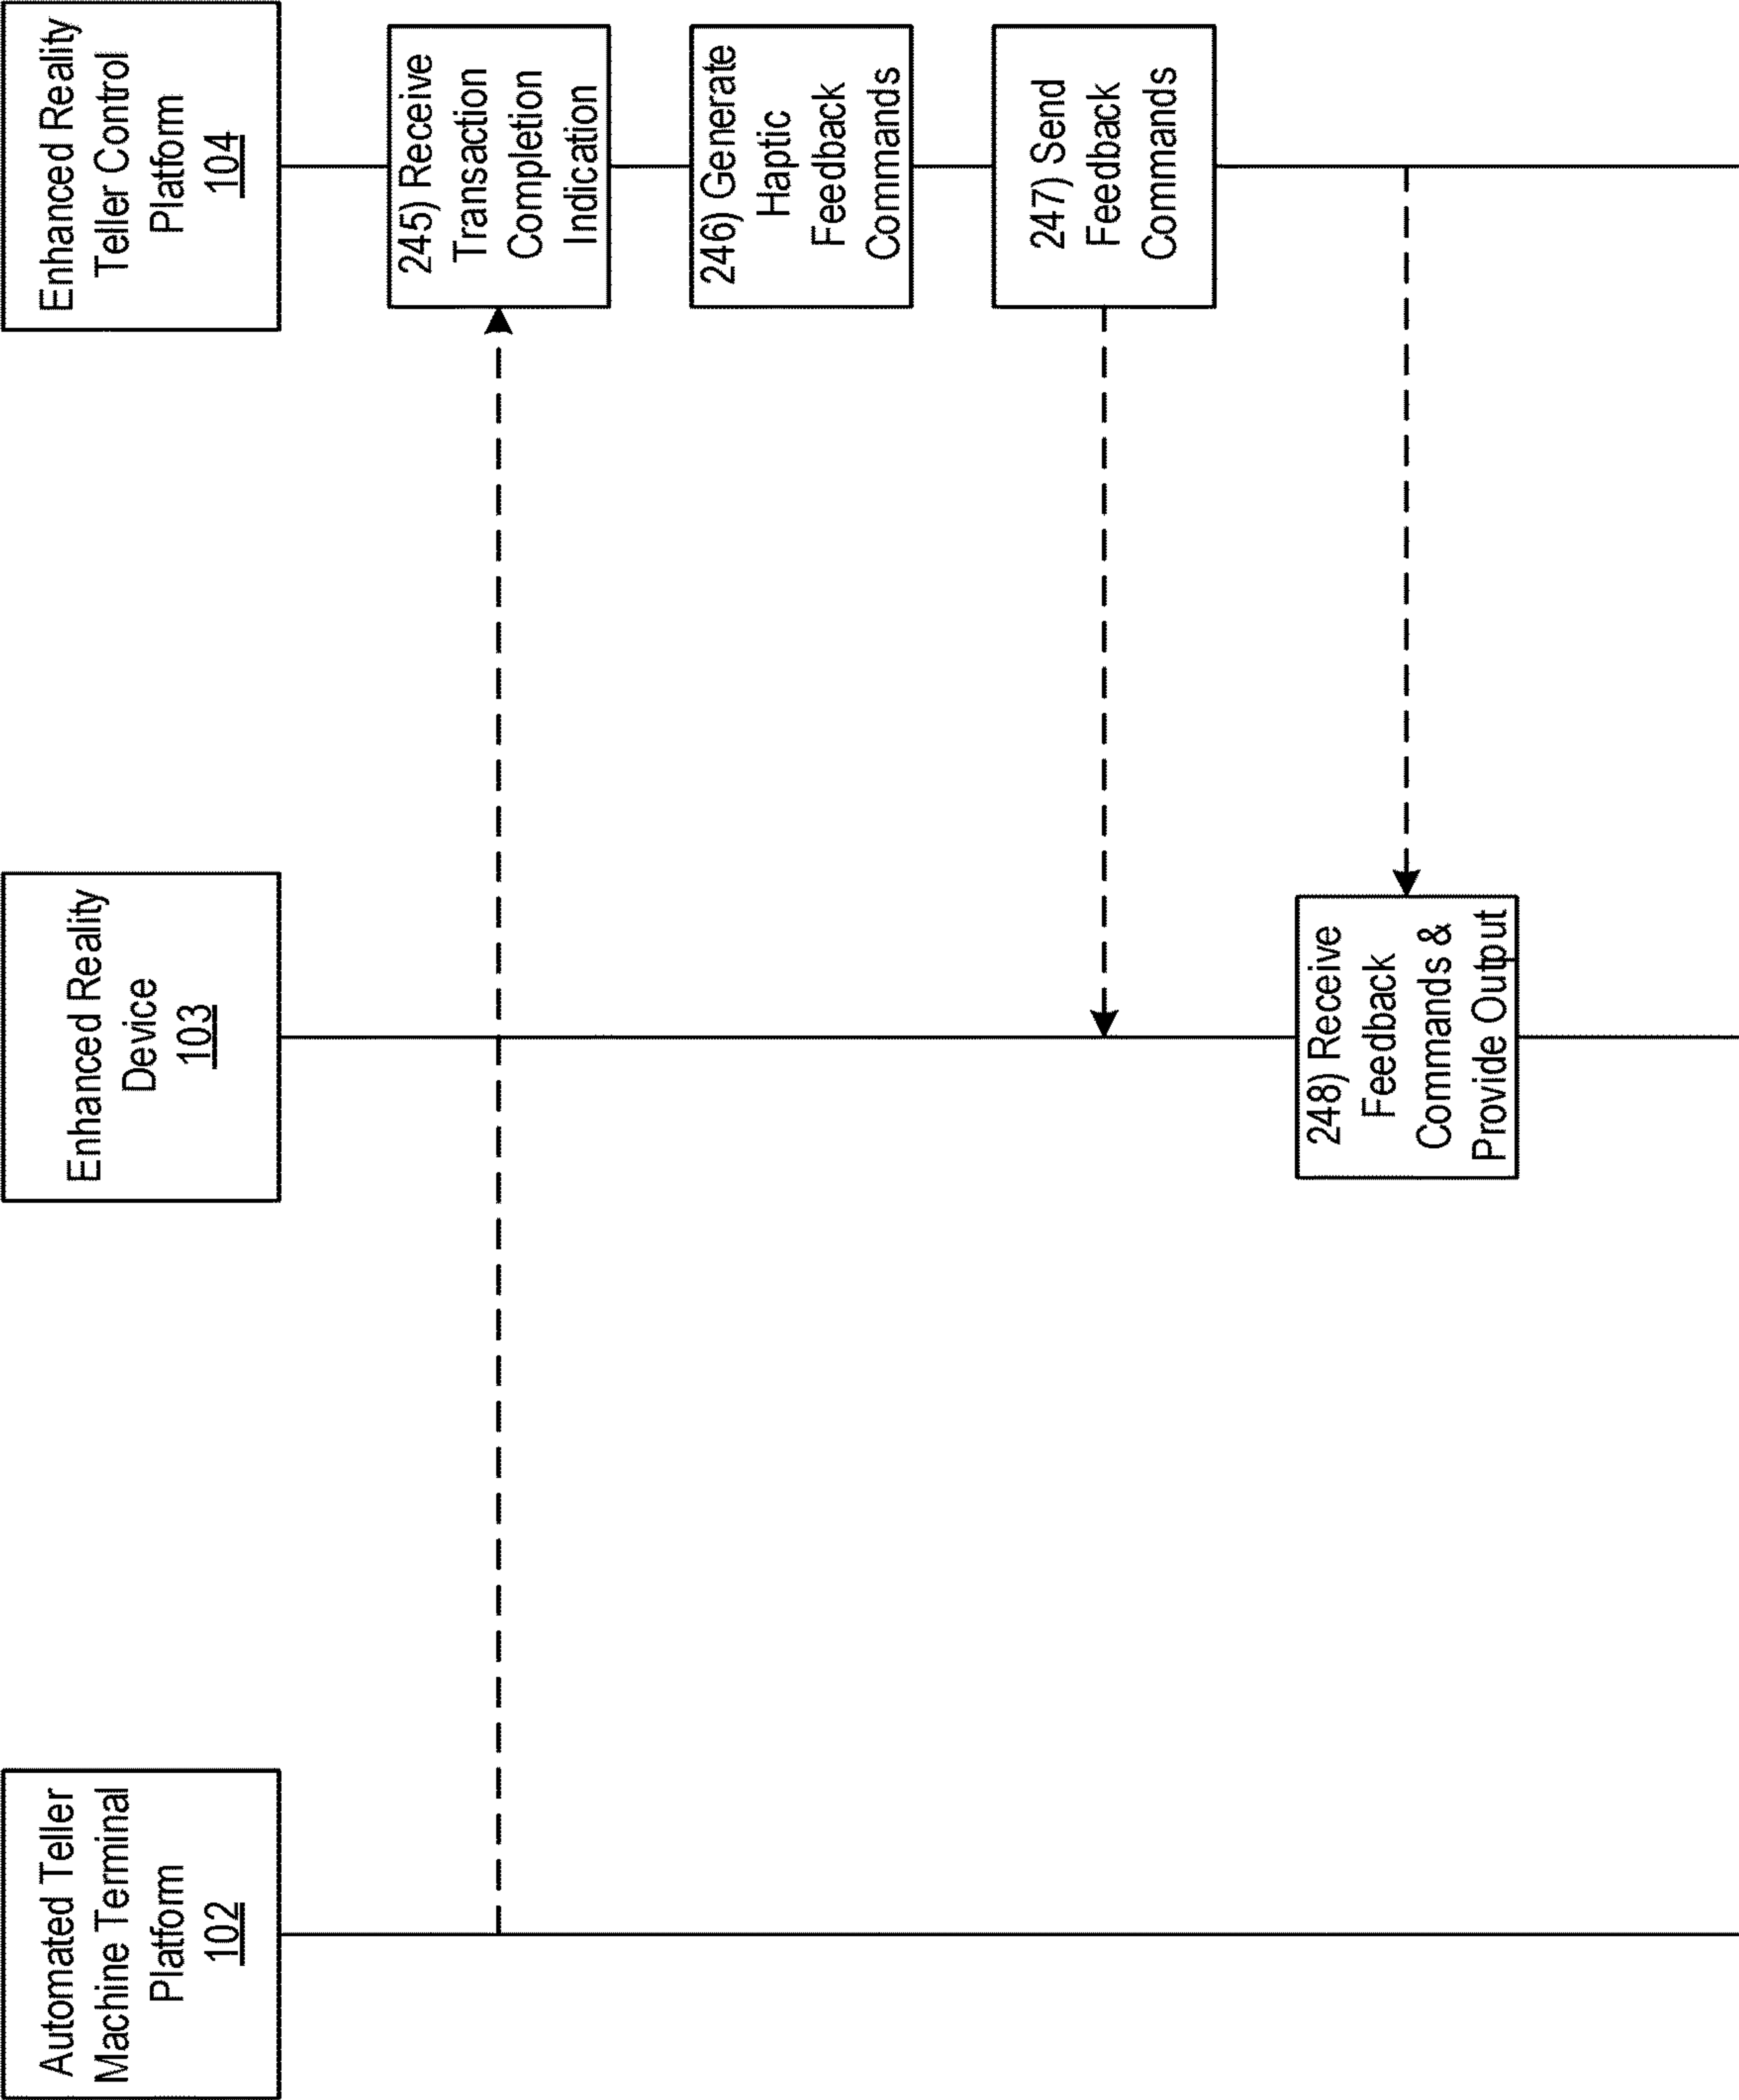 Automated Teller
Machine Terminal
Platform
102
Enhanced Reality
Device
103
Enhanced Reality
Teller Control
Platform
104
245) Receive
Transaction
Completion
Indication
246) Generate
Haptic
Feedback
Commands
247) Send
Feedback
Commands
248) Receive
Feedback
Commands &
Provide Output